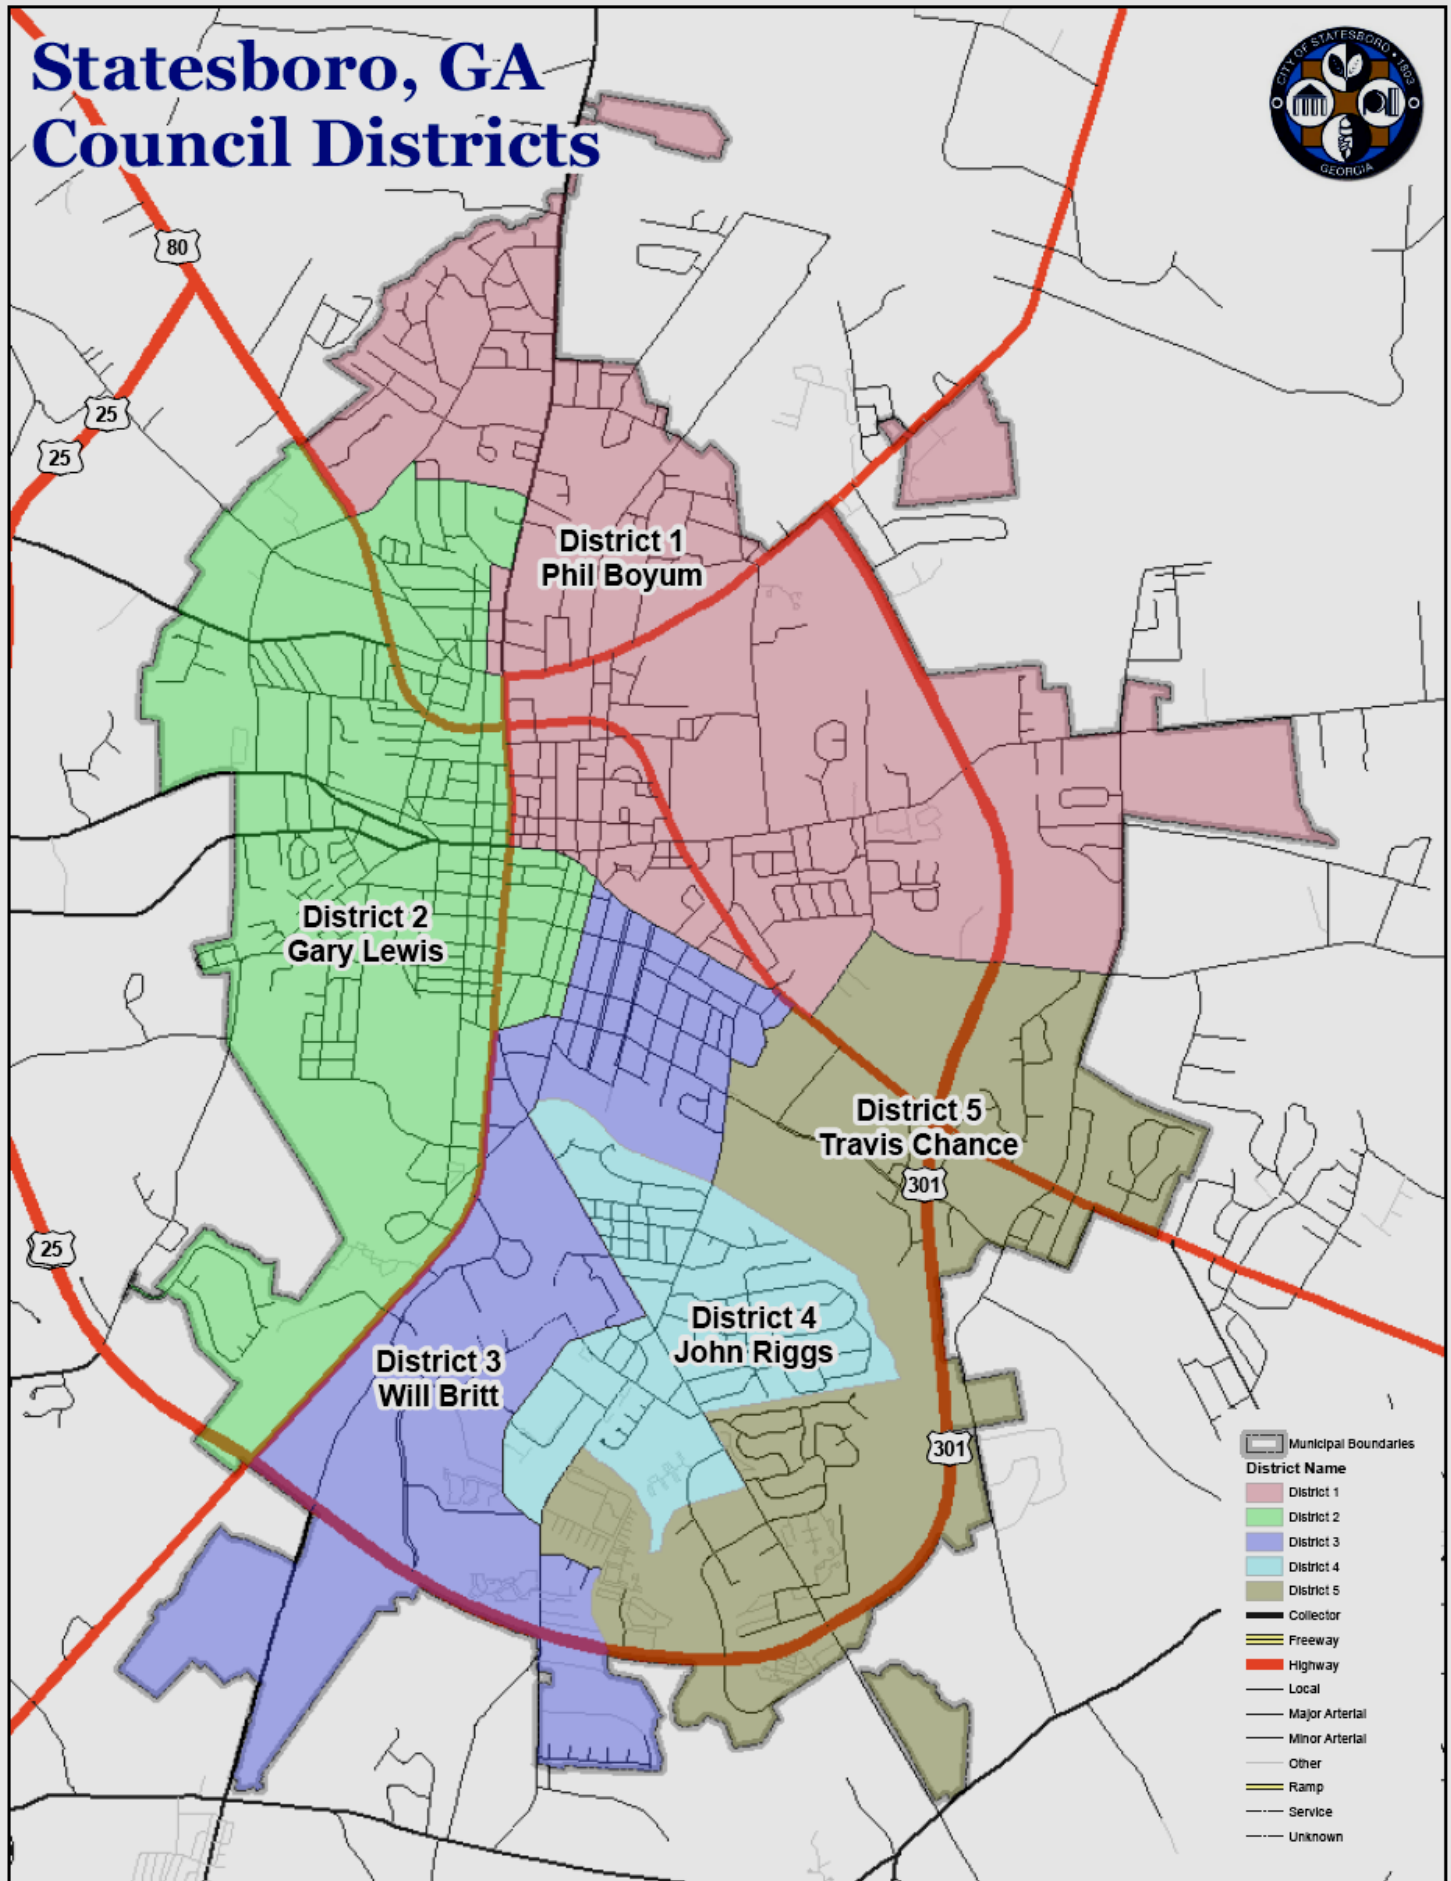 Statesboro, GA
Council Districts
CITY OF STATESBORO • 1803
GEORGIA
80
25
25
District 1
Phil Boyum
District 2
Gary Lewis
District 5
Travis Chance
301
25
District 4
John Riggs
District 3
Will Britt
301
Municipal Boundaries
District Name
District 1
District 2
District 3
District 4
District 5
Collector
Freeway
Highway
Local
Major Arterial
Minor Arterial
Other
Ramp
Service
Unknown